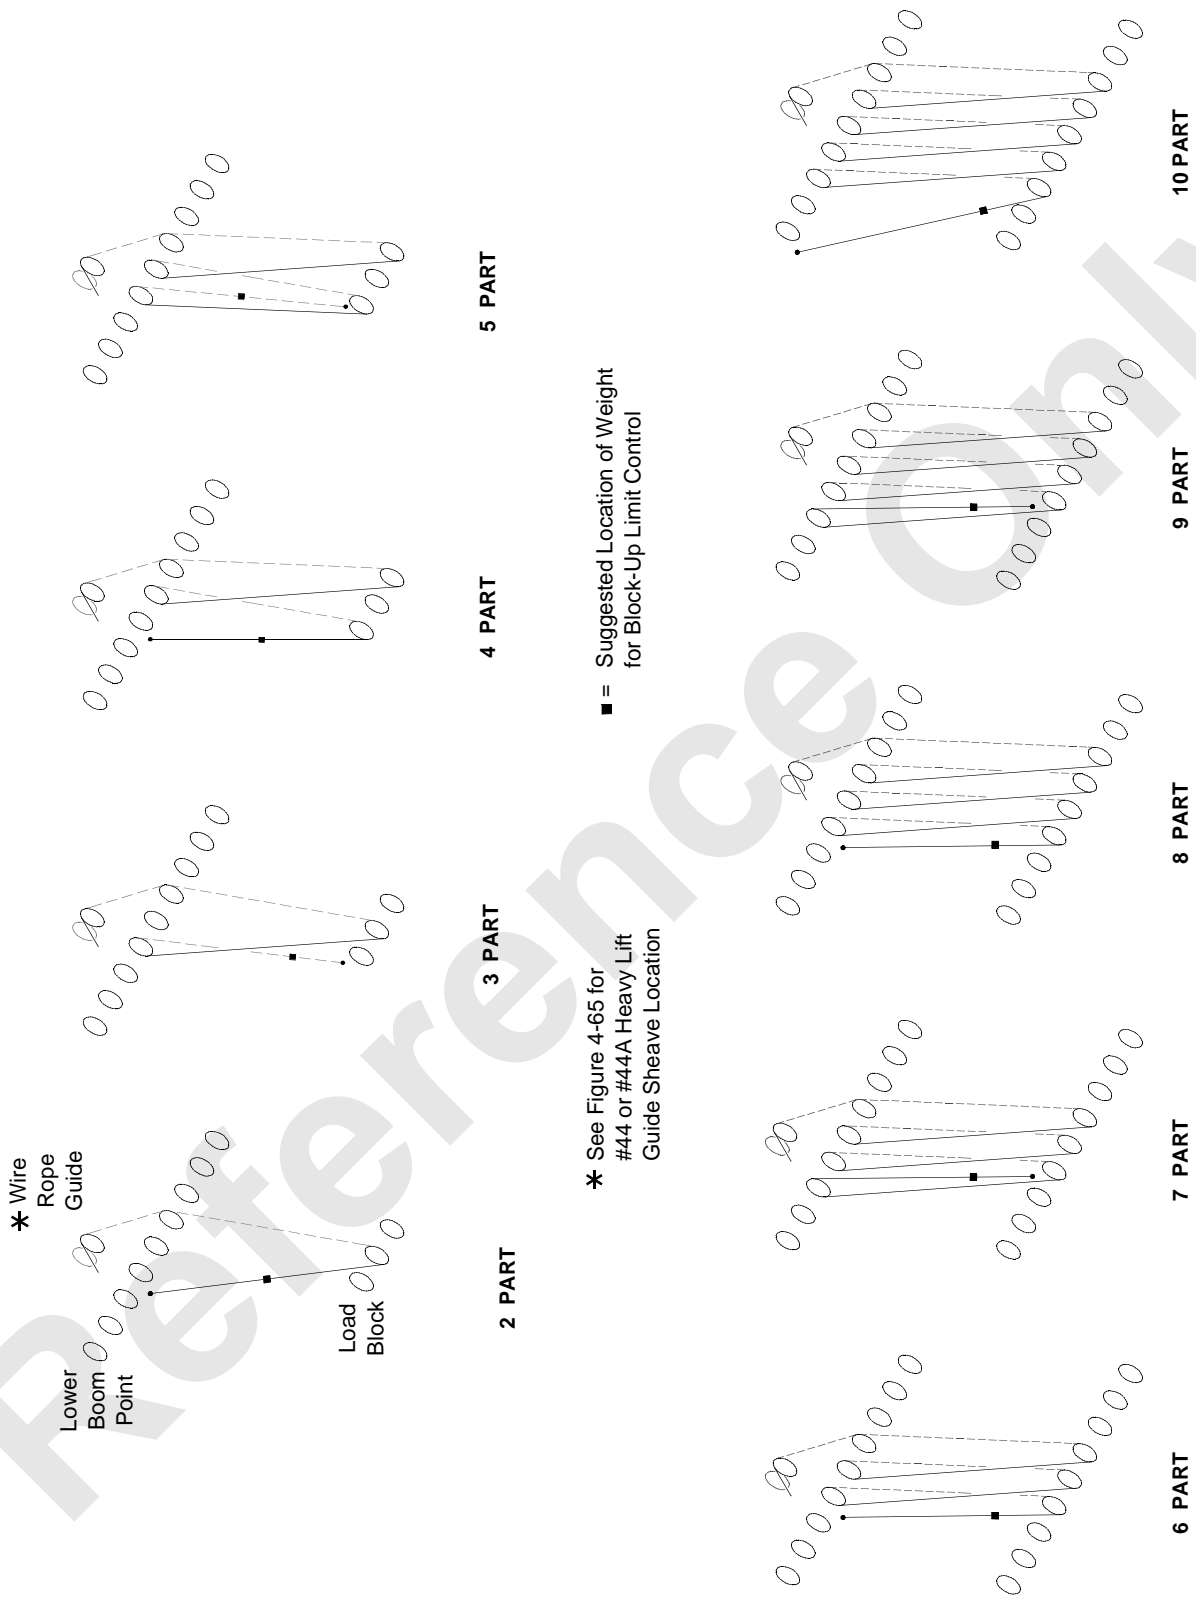 ✱ Wire
Rope
Guide
Lower
Boom
Point
Load
Block
2 PART
3 PART
4 PART
5 PART
✱ See Figure 4-65 for
#44 or #44A Heavy Lift
Guide Sheave Location
■ = Suggested Location of Weight
for Block-Up Limit Control
6 PART
7 PART
8 PART
9 PART
10 PART
Reference Only